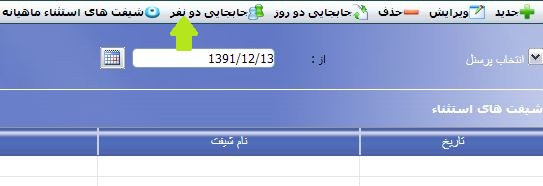 جدید ویرایش حذف جابجایی دو روز جابجایی دو نفر شیفت های استثناء ماهیانه
انتخاب پرسنل از : 1391/12/13
شیفت های استثناء
تاریخ نام شیفت